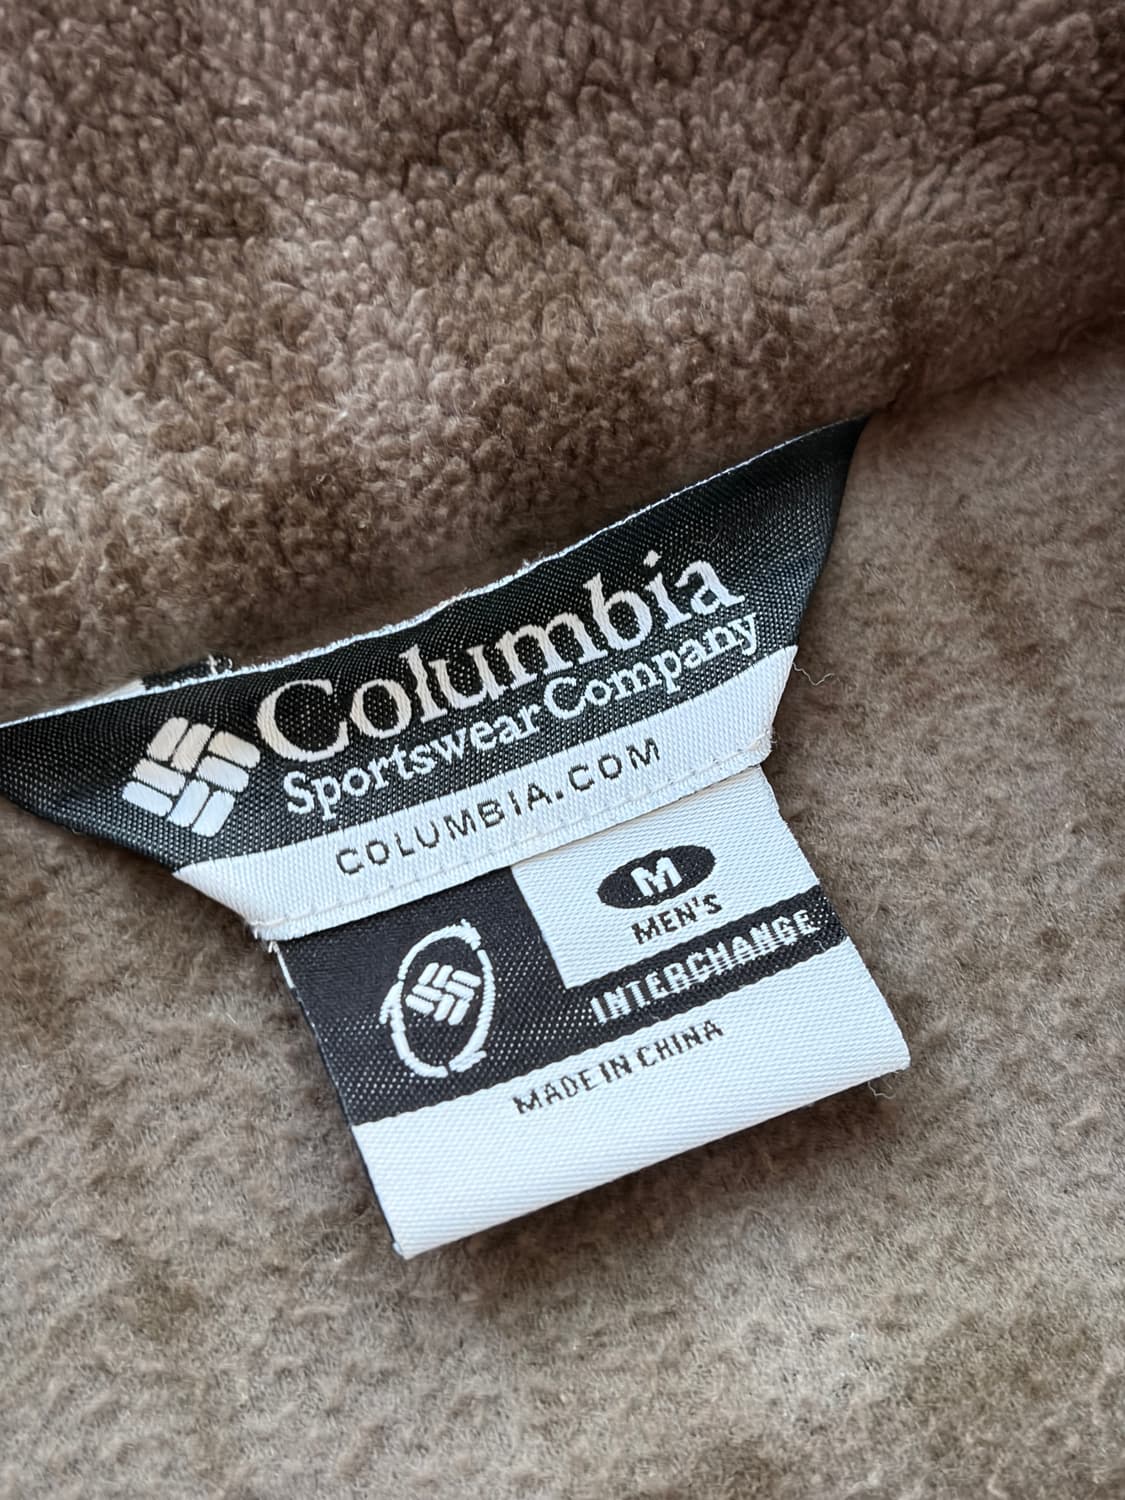 Columbia
Sportswear Company
COLUMBIA.COM
M
MEN'S
INTERCHANGE
MADE IN CHINA